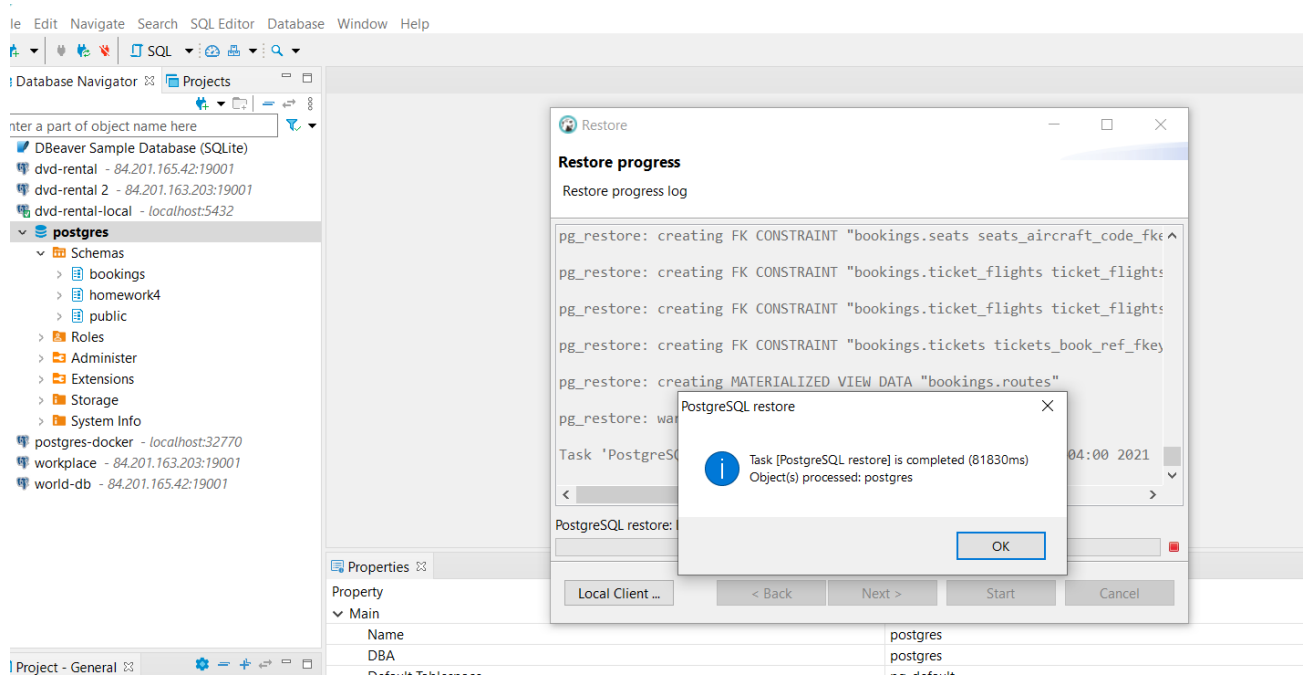 Edit Navigate Search SQL Editor Database Window Help
SQL
Database Navigator Projects
a part of object name here
DBeaver Sample Database (SQLite)
dvd-rental - 84.201.165.42:19001
dvd-rental 2 - 84.201.163.203:19001
dvd-rental-local - localhost:5432
postgres
Schemas
bookings
homework4
public
Roles
Administer
Extensions
Storage
System Info
postgres-docker - localhost:32770
workplace - 84.201.163.203:19001
world-db - 84.201.165.42:19001
Project - General
Restore
Restore progress
Restore progress log
pg_restore: creating FK CONSTRAINT "bookings.seats seats_aircraft_code_fke
pg_restore: creating FK CONSTRAINT "bookings.ticket_flights ticket_flights
pg_restore: creating FK CONSTRAINT "bookings.ticket_flights ticket_flights
pg_restore: creating FK CONSTRAINT "bookings.tickets tickets_book_ref_fkey
pg_restore: creating MATERIALIZED VIEW DATA "bookings.routes"
pg_restore: war
Task 'PostgreSQ 04:00 2021
PostgreSQL restore:
PostgreSQL restore
Task [PostgreSQL restore] is completed (81830ms)
Object(s) processed: postgres
OK
Local Client ... < Back Next > Start Cancel
Properties
Property
Main
Name postgres
DBA postgres
Default Tablespace pg_default